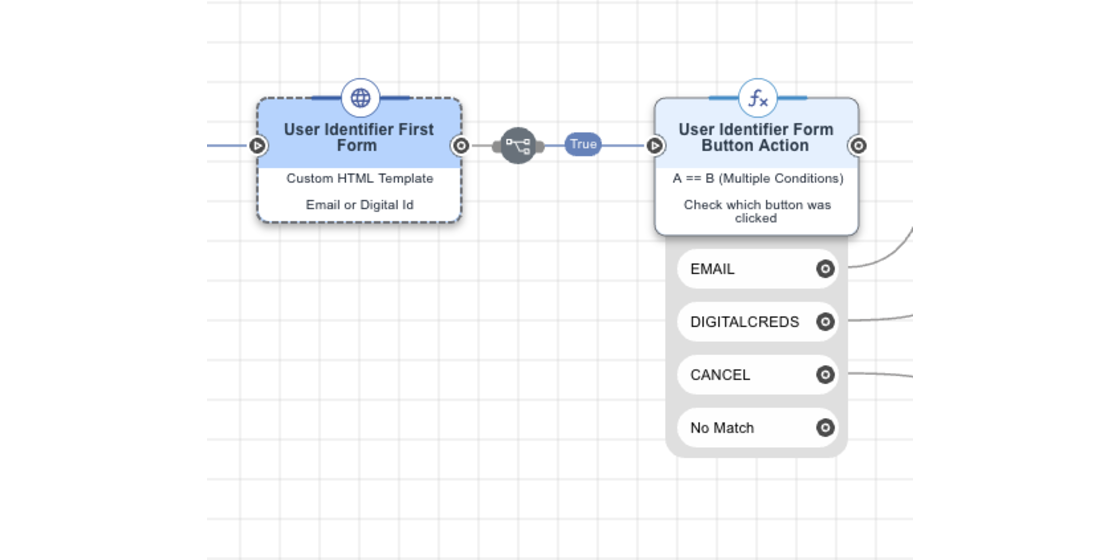 User Identifier First
Form
Custom HTML Template
Email or Digital Id
True
fx
User Identifier Form
Button Action
A == B (Multiple Conditions)
Check which button was
clicked
EMAIL
DIGITALCREDS
CANCEL
No Match